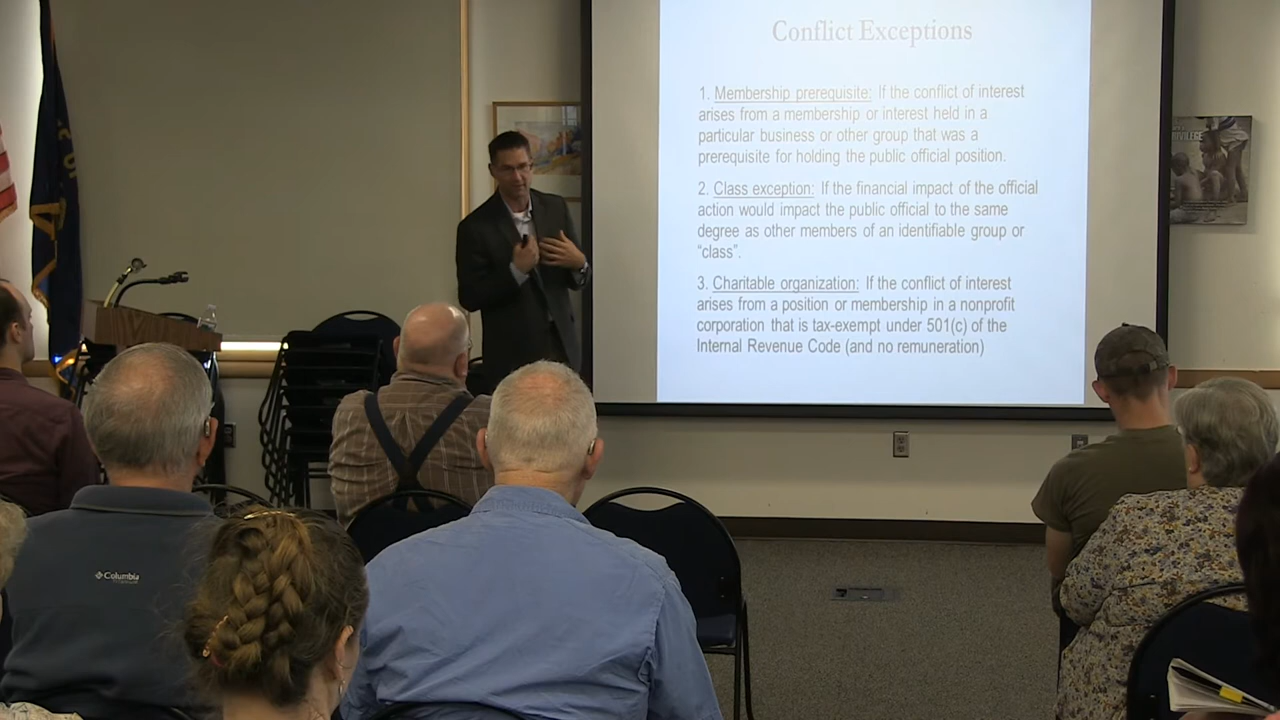 Conflict Exceptions
1. Membership prerequisite: If the conflict of interest
arises from a membership or interest held in a
particular business or other group that was a
prerequisite for holding the public official position.
2. Class exception: If the financial impact of the official
action would impact the public official to the same
degree as other members of an identifiable group or
“class”.
3. Charitable organization: If the conflict of interest
arises from a position or membership in a nonprofit
corporation that is tax-exempt under 501(c) of the
Internal Revenue Code (and no remuneration)
Columbia